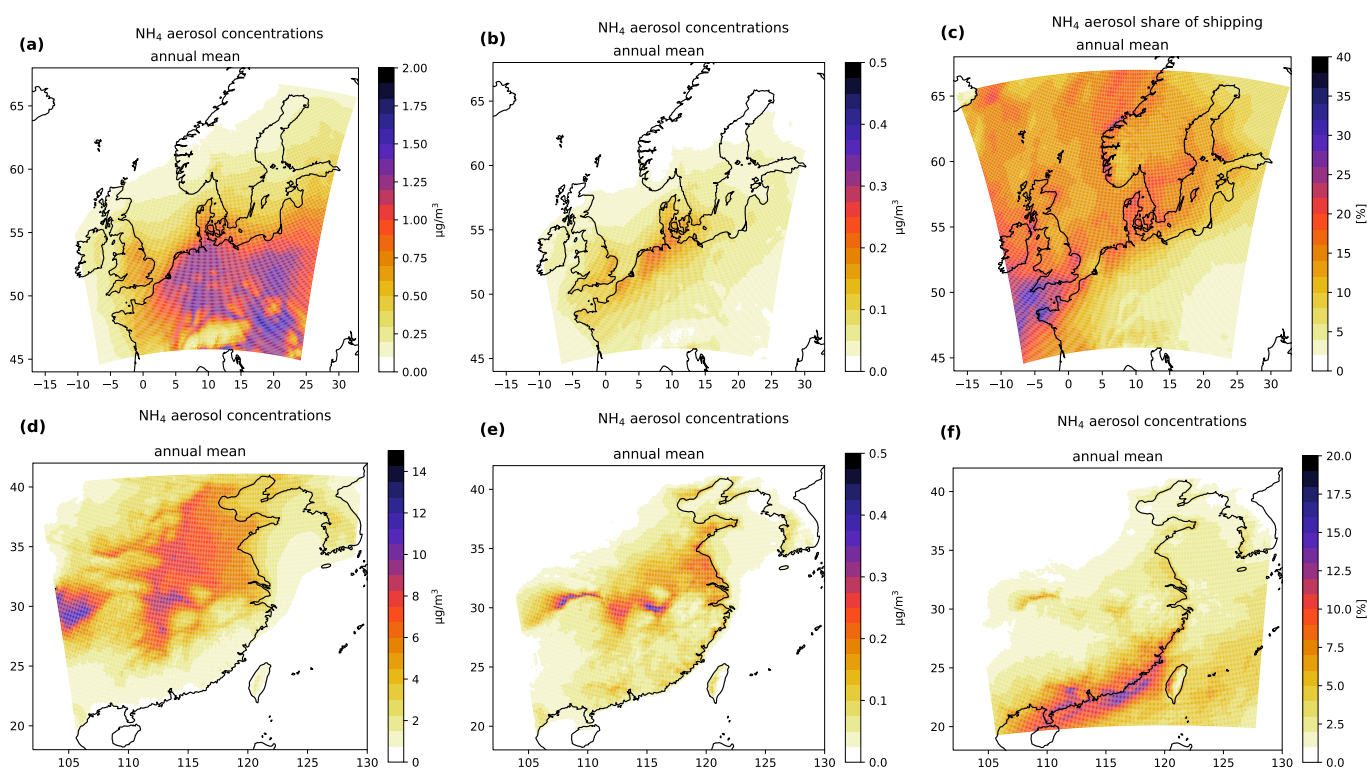 (a)
NH₄ aerosol concentrations
annual mean
65
60
55
50
45
−15 −10 −5 0 5 10 15 20 25 30
2.00
1.75
1.50
1.25
1.00
0.75
0.50
0.25
0.00
μg/m³
(b)
NH₄ aerosol concentrations
annual mean
65
60
55
50
45
−15 −10 −5 0 5 10 15 20 25 30
0.5
0.4
0.3
0.2
0.1
0.0
μg/m³
(c)
NH₄ aerosol share of shipping
annual mean
65
60
55
50
45
−15 −10 −5 0 5 10 15 20 25 30
40
35
30
25
20
15
10
5
0
[%]
(d)
NH₄ aerosol concentrations
annual mean
40
35
30
25
20
105 110 115 120 125 130
14
12
10
8
6
4
2
0
μg/m³
(e)
NH₄ aerosol concentrations
annual mean
40
35
30
25
20
105 110 115 120 125 130
0.5
0.4
0.3
0.2
0.1
0.0
μg/m³
(f)
NH₄ aerosol concentrations
annual mean
40
35
30
25
20
105 110 115 120 125 130
20.0
17.5
15.0
12.5
10.0
7.5
5.0
2.5
0.0
[%]